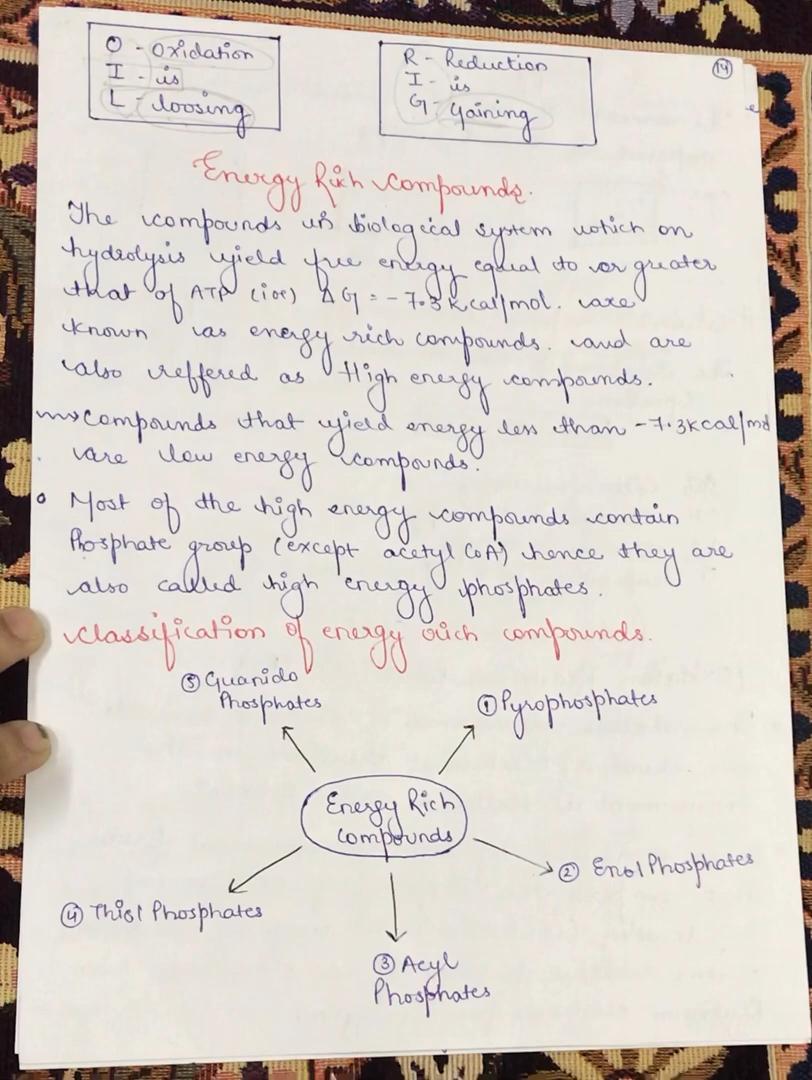 O - Oxidation
I - is
L - loosing
R - Reduction
I - is
G - Gaining
14
Energy Rich Compounds.
The compounds in biological system which on
hydrolysis yield free energy equal to or greater
that of ATP (ioe) ΔG = -7.3 Kcal/mol. are
known as energy rich compounds. and are
also reffered as High energy compounds.
compounds that yield energy less than -7.3Kcal/mol
are low energy compounds.
• Most of the high energy compounds contain
Phosphate group (except acetyl CoA) hence they are
also called high energy phosphates.
Classification of energy rich compounds.
⑤ Guanido
Phosphates
① Pyrophosphates
Energy Rich
compounds
② Enol Phosphates
④ Thiol Phosphates
③ Acyl
Phosphates